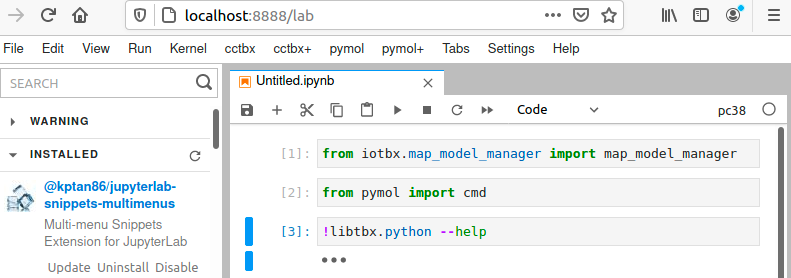 localhost:8888/lab
File Edit View Run Kernel cctbx cctbx+ pymol pymol+ Tabs Settings Help
SEARCH
WARNING
INSTALLED
@kptan86/jupyterlab-
snippets-multimenus
Multi-menu Snippets
Extension for JupyterLab
Update Uninstall Disable
Untitled.ipynb
Code
pc38
[1]: from iotbx.map_model_manager import map_model_manager
[2]: from pymol import cmd
[3]: !libtbx.python --help